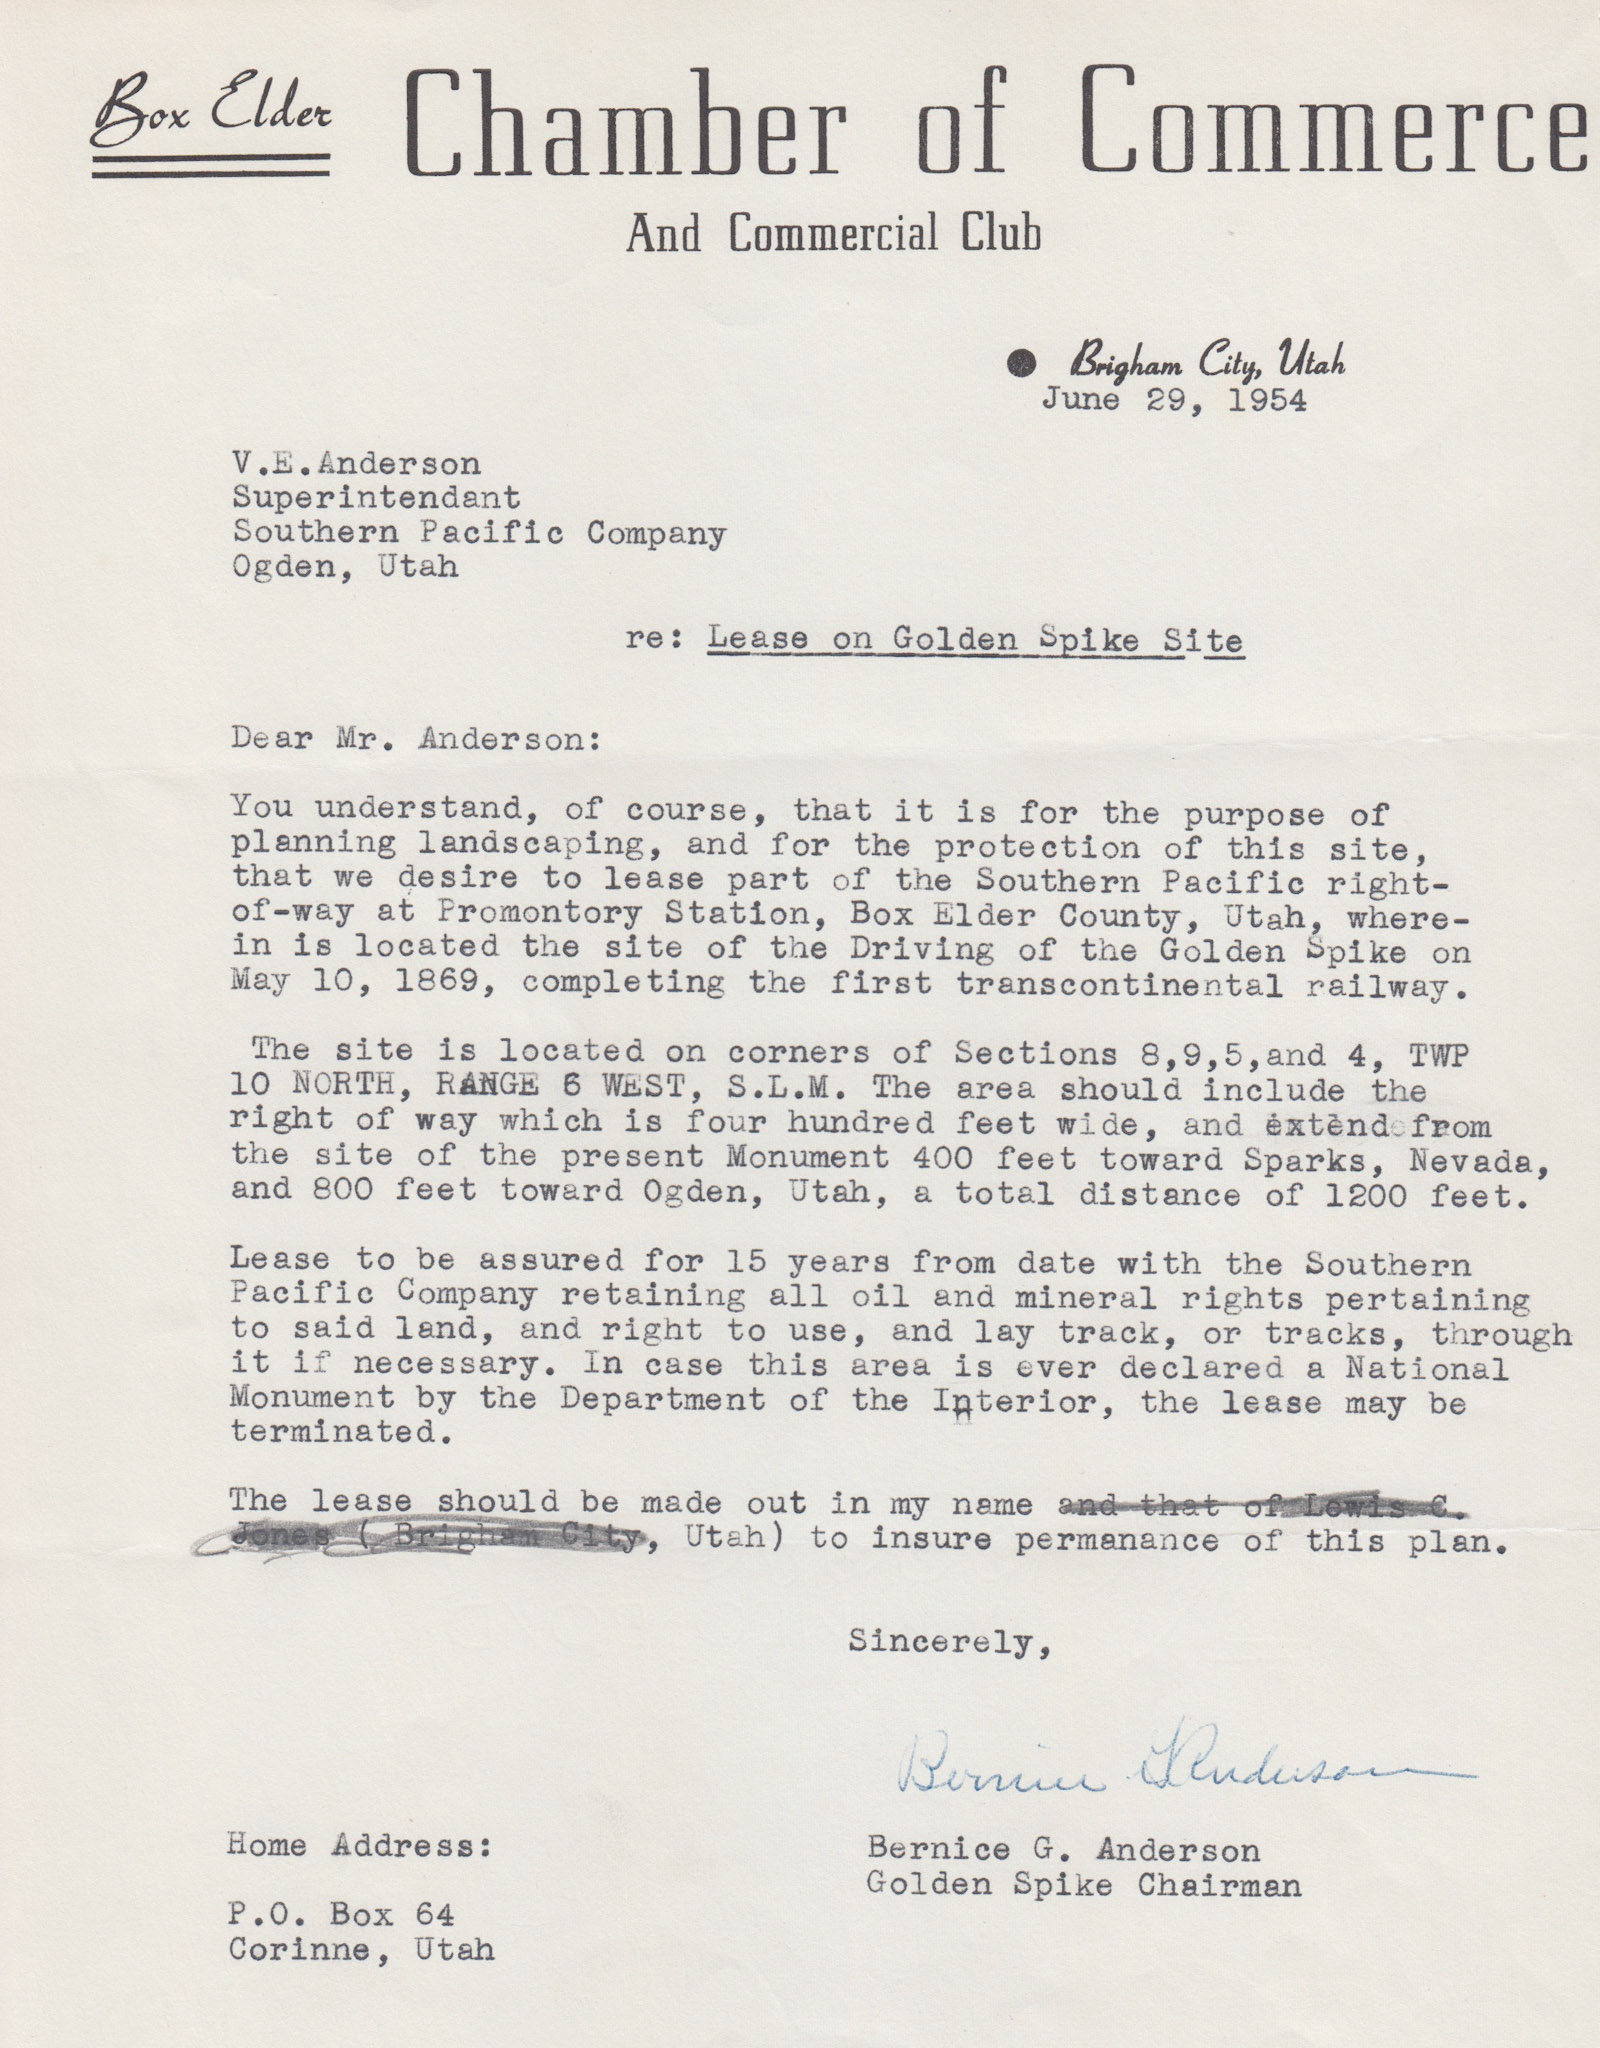 Box Elder Chamber of Commerce
And Commercial Club
Brigham City, Utah
June 29, 1954
V.E.Anderson
Superintendant
Southern Pacific Company
Ogden, Utah
re: Lease on Golden Spike Site
Dear Mr. Anderson:
You understand, of course, that it is for the purpose of
planning landscaping, and for the protection of this site,
that we desire to lease part of the Southern Pacific right-
of-way at Promontory Station, Box Elder County, Utah, where-
in is located the site of the Driving of the Golden Spike on
May 10, 1869, completing the first transcontinental railway.
The site is located on corners of Sections 8,9,5,and 4, TWP
10 NORTH, RANGE 6 WEST, S.L.M. The area should include the
right of way which is four hundred feet wide, and extend from
the site of the present Monument 400 feet toward Sparks, Nevada,
and 800 feet toward Ogden, Utah, a total distance of 1200 feet.
Lease to be assured for 15 years from date with the Southern
Pacific Company retaining all oil and mineral rights pertaining
to said land, and right to use, and lay track, or tracks, through
it if necessary. In case this area is ever declared a National
Monument by the Department of the Interior, the lease may be
terminated.
The lease should be made out in my name and that of Lewis C.
Jones ( Brigham City, Utah) to insure permanance of this plan.
Sincerely,
Bernice G Anderson
Home Address:
Bernice G. Anderson
Golden Spike Chairman
P.O. Box 64
Corinne, Utah